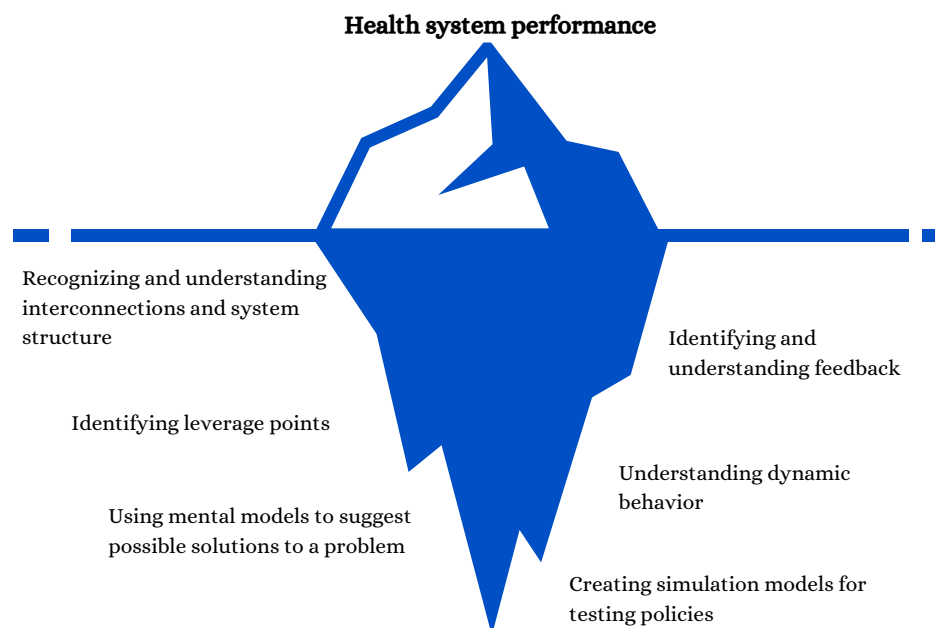 Health system performance
Recognizing and understanding
interconnections and system
structure
Identifying and
understanding feedback
Identifying leverage points
Understanding dynamic
behavior
Using mental models to suggest
possible solutions to a problem
Creating simulation models for
testing policies